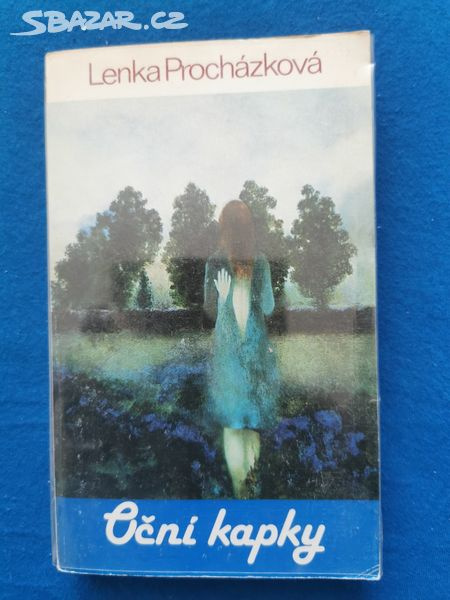 SBAZAR.CZ
Lenka Procházková
Oční kapky